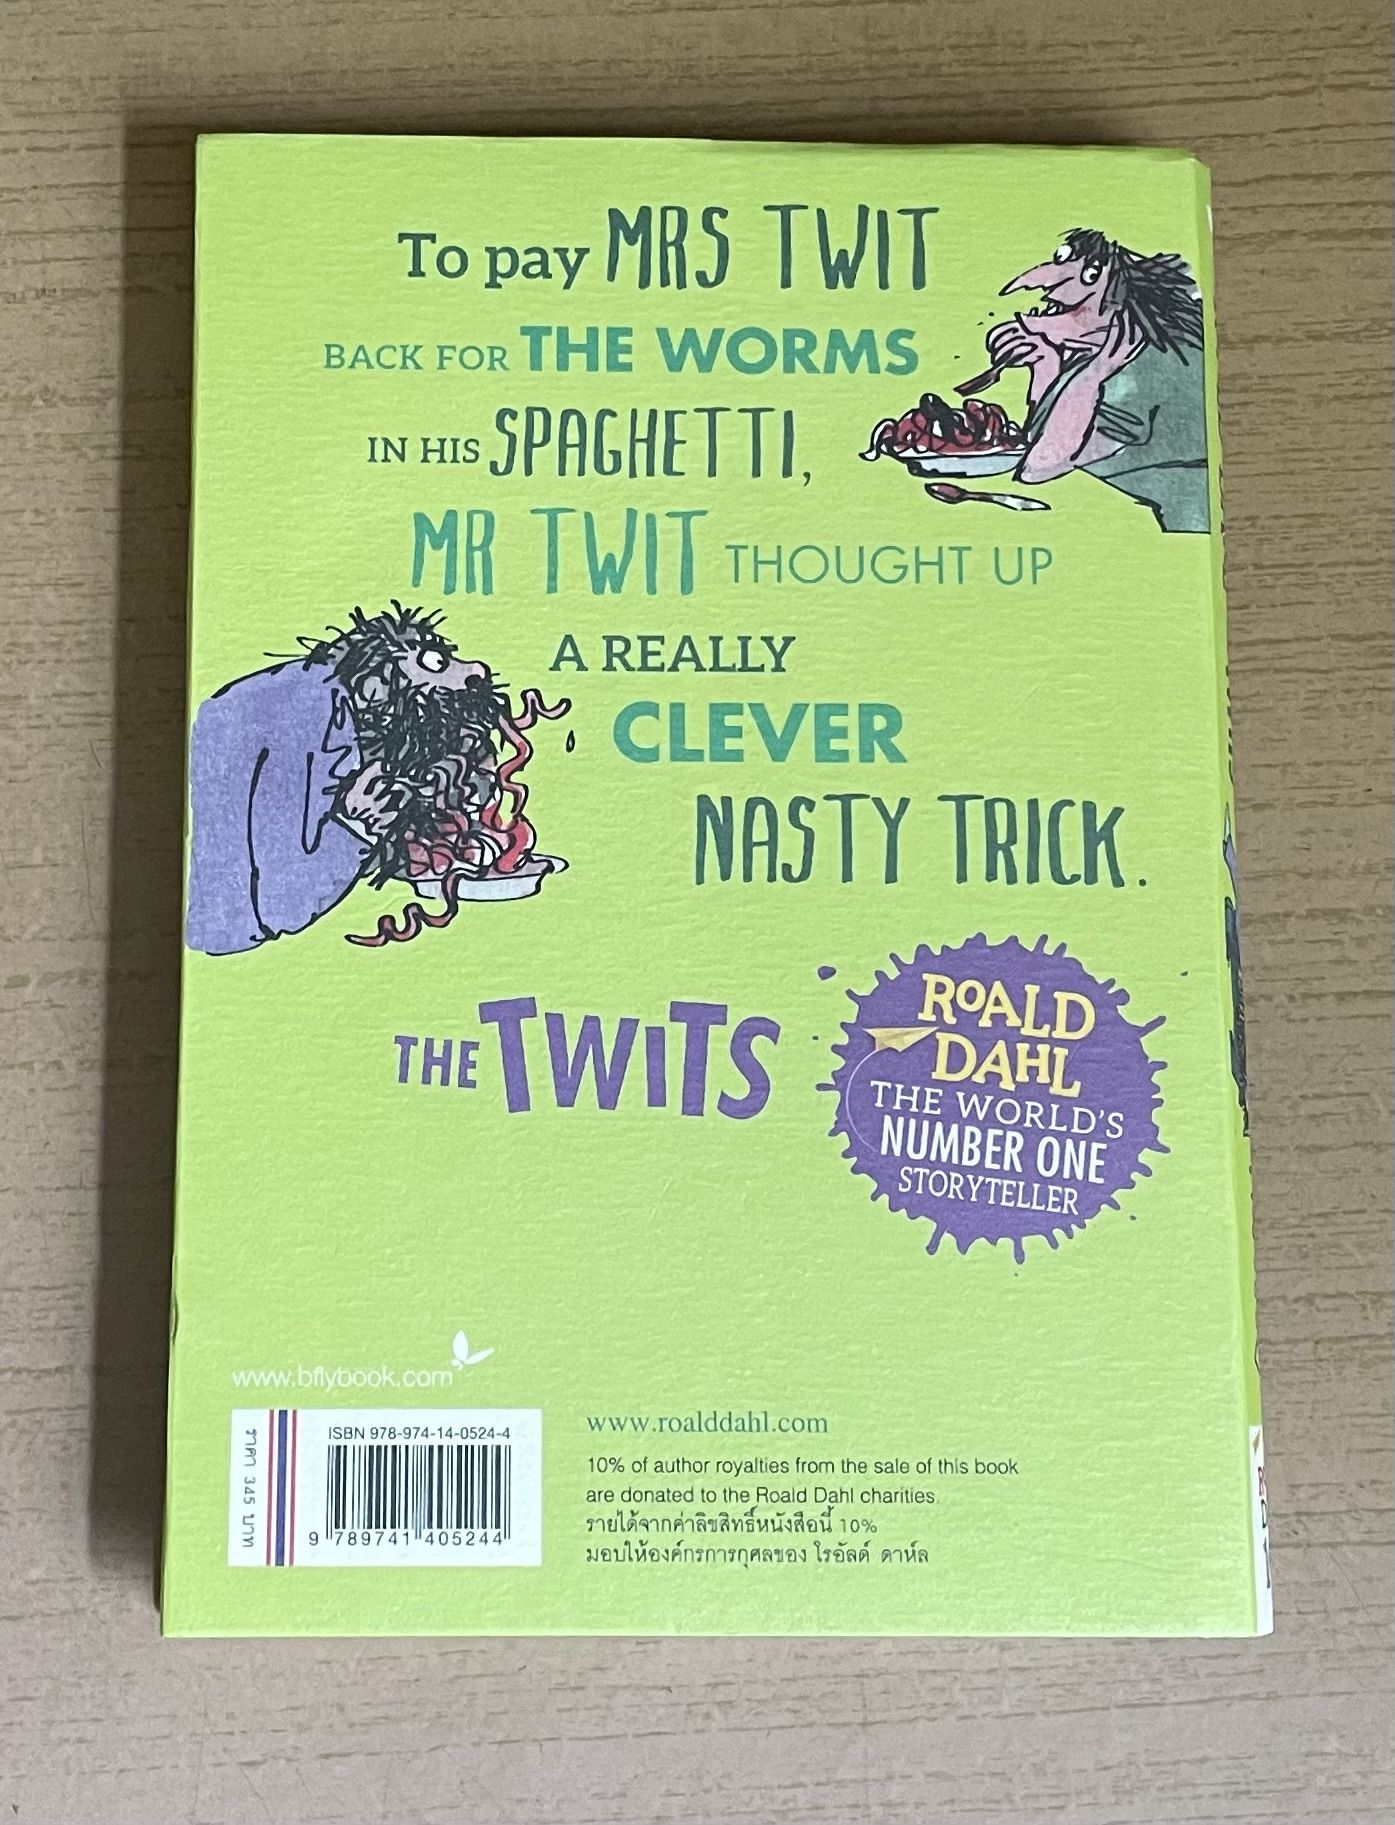 To pay MRS TWIT
BACK FOR THE WORMS
IN HIS SPAGHETTI,
MR TWIT THOUGHT UP
A REALLY
CLEVER
NASTY TRICK.
THE TWITS
ROALD
DAHL
THE WORLD'S
NUMBER ONE
STORYTELLER
www.bflybook.com
ราคา 345 บาท
ISBN 978-974-14-0524-4
9 789741 405244
www.roalddahl.com
10% of author royalties from the sale of this book
are donated to the Roald Dahl charities.
รายได้จากค่าลิขสิทธิ์หนังสือนี้ 10%
มอบให้องค์กรการกุศลของ โรอัลด์ ดาห์ล